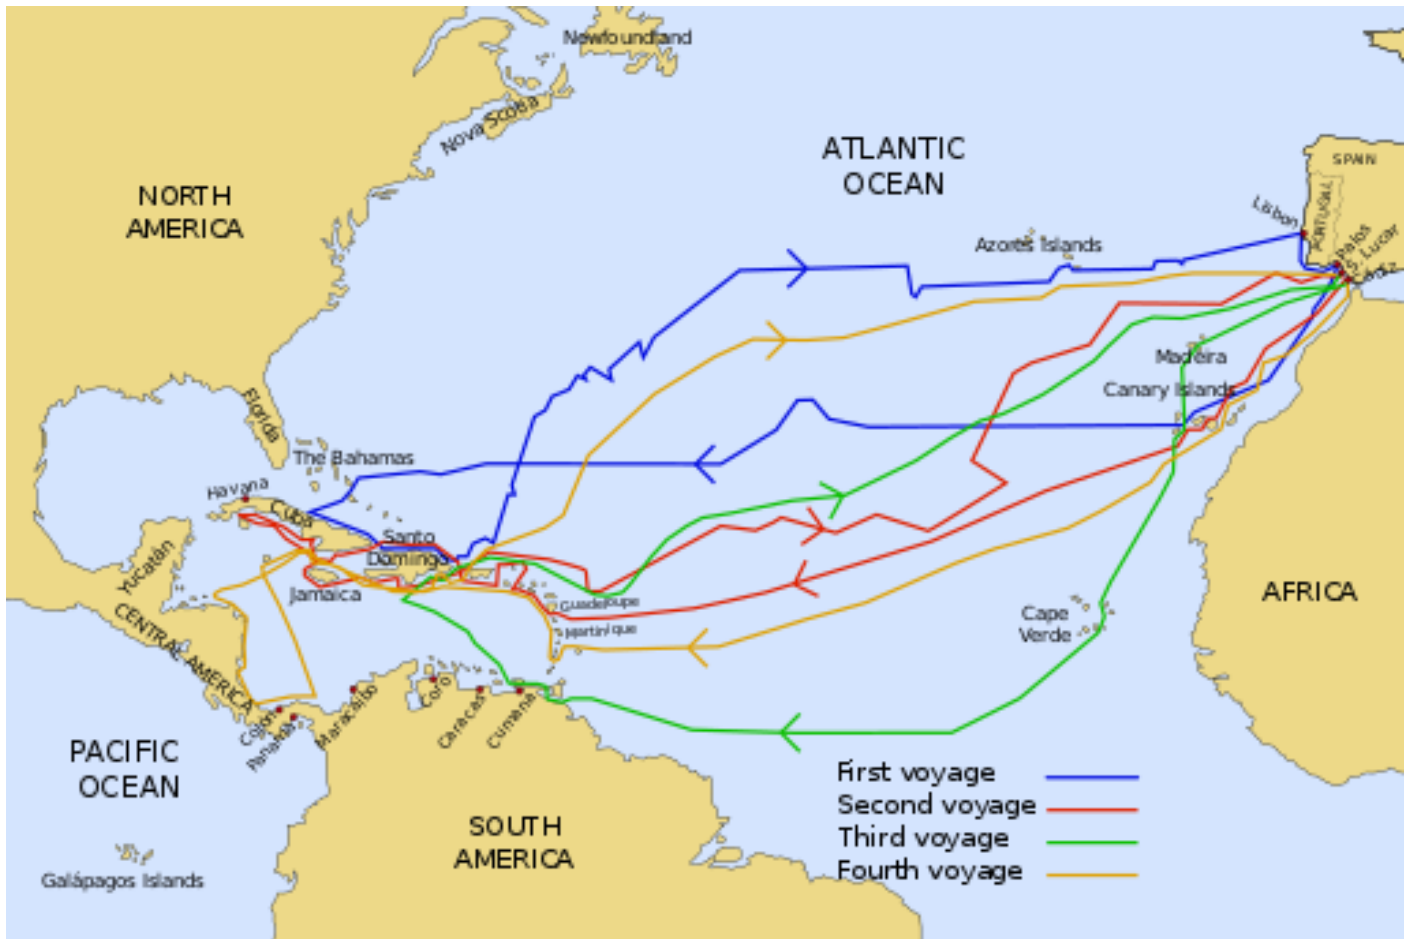 Newfoundland
Nova Scotia
ATLANTIC
OCEAN
SPAIN
PORTUGAL
Lisbon
NORTH
AMERICA
Azores Islands
Palos
S. Lucar
Cadiz
Madeira
Canary Islands
Florida
The Bahamas
Havana
Cuba
Santo
Domingo
Yucatán
Jamaica
Guadeloupe
Martinique
CENTRAL AMERICA
AFRICA
Cape
Verde
Colón
Panama
Maracaibo
Coro
Caracas
Cumana
PACIFIC
OCEAN
First voyage
Second voyage
Third voyage
Fourth voyage
SOUTH
AMERICA
Galápagos Islands